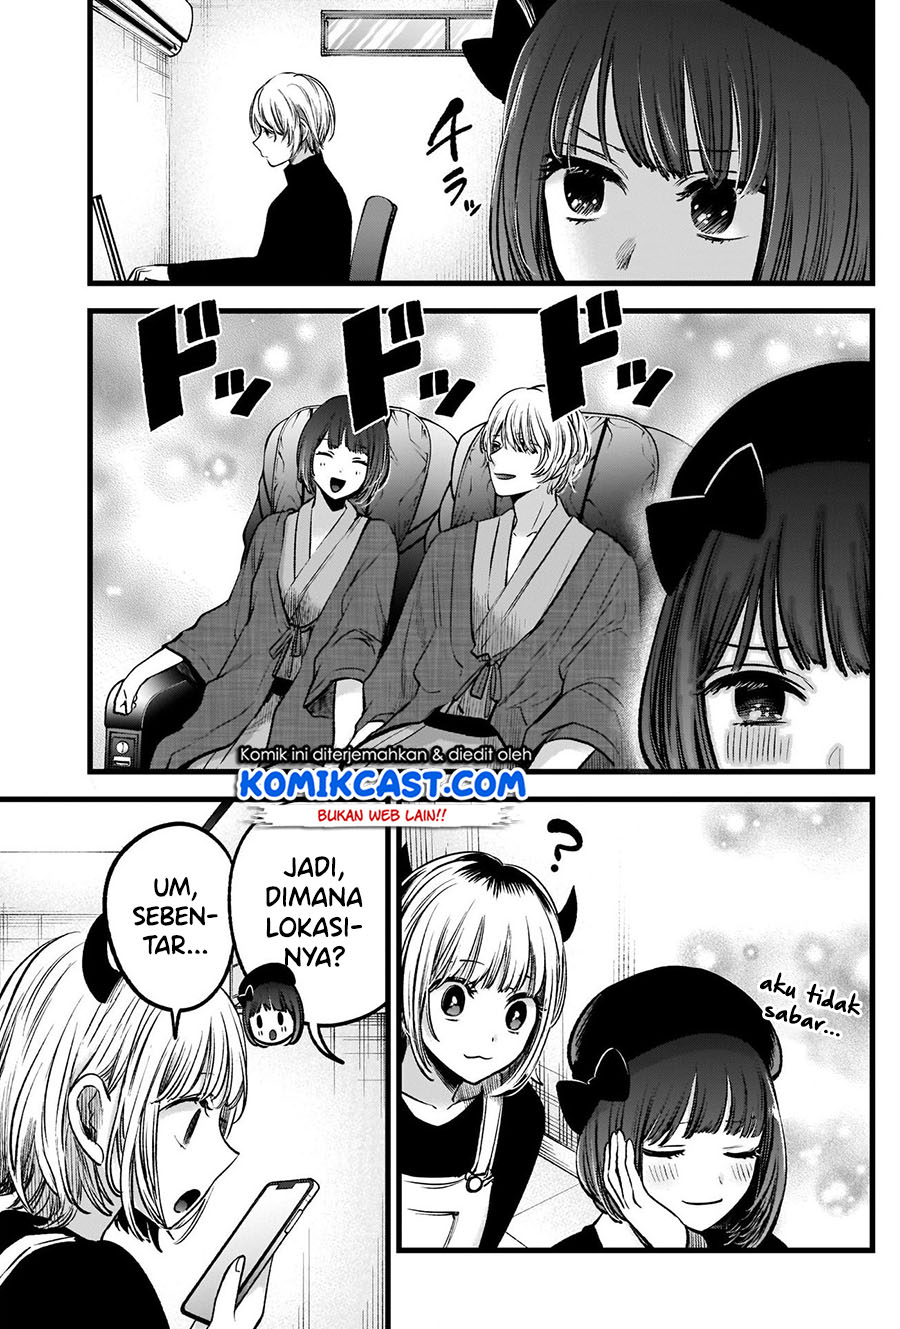 チラッ
ドッ
ドッ
ドッ
Komik ini diterjemahkan & diedit oleh
KOMIKCAST.COM
BUKAN WEB LAIN!!
?
aku tidak
sabar...
JADI,
DIMANA
LOKASI-
NYA?
UM,
SEBEN-
TAR...